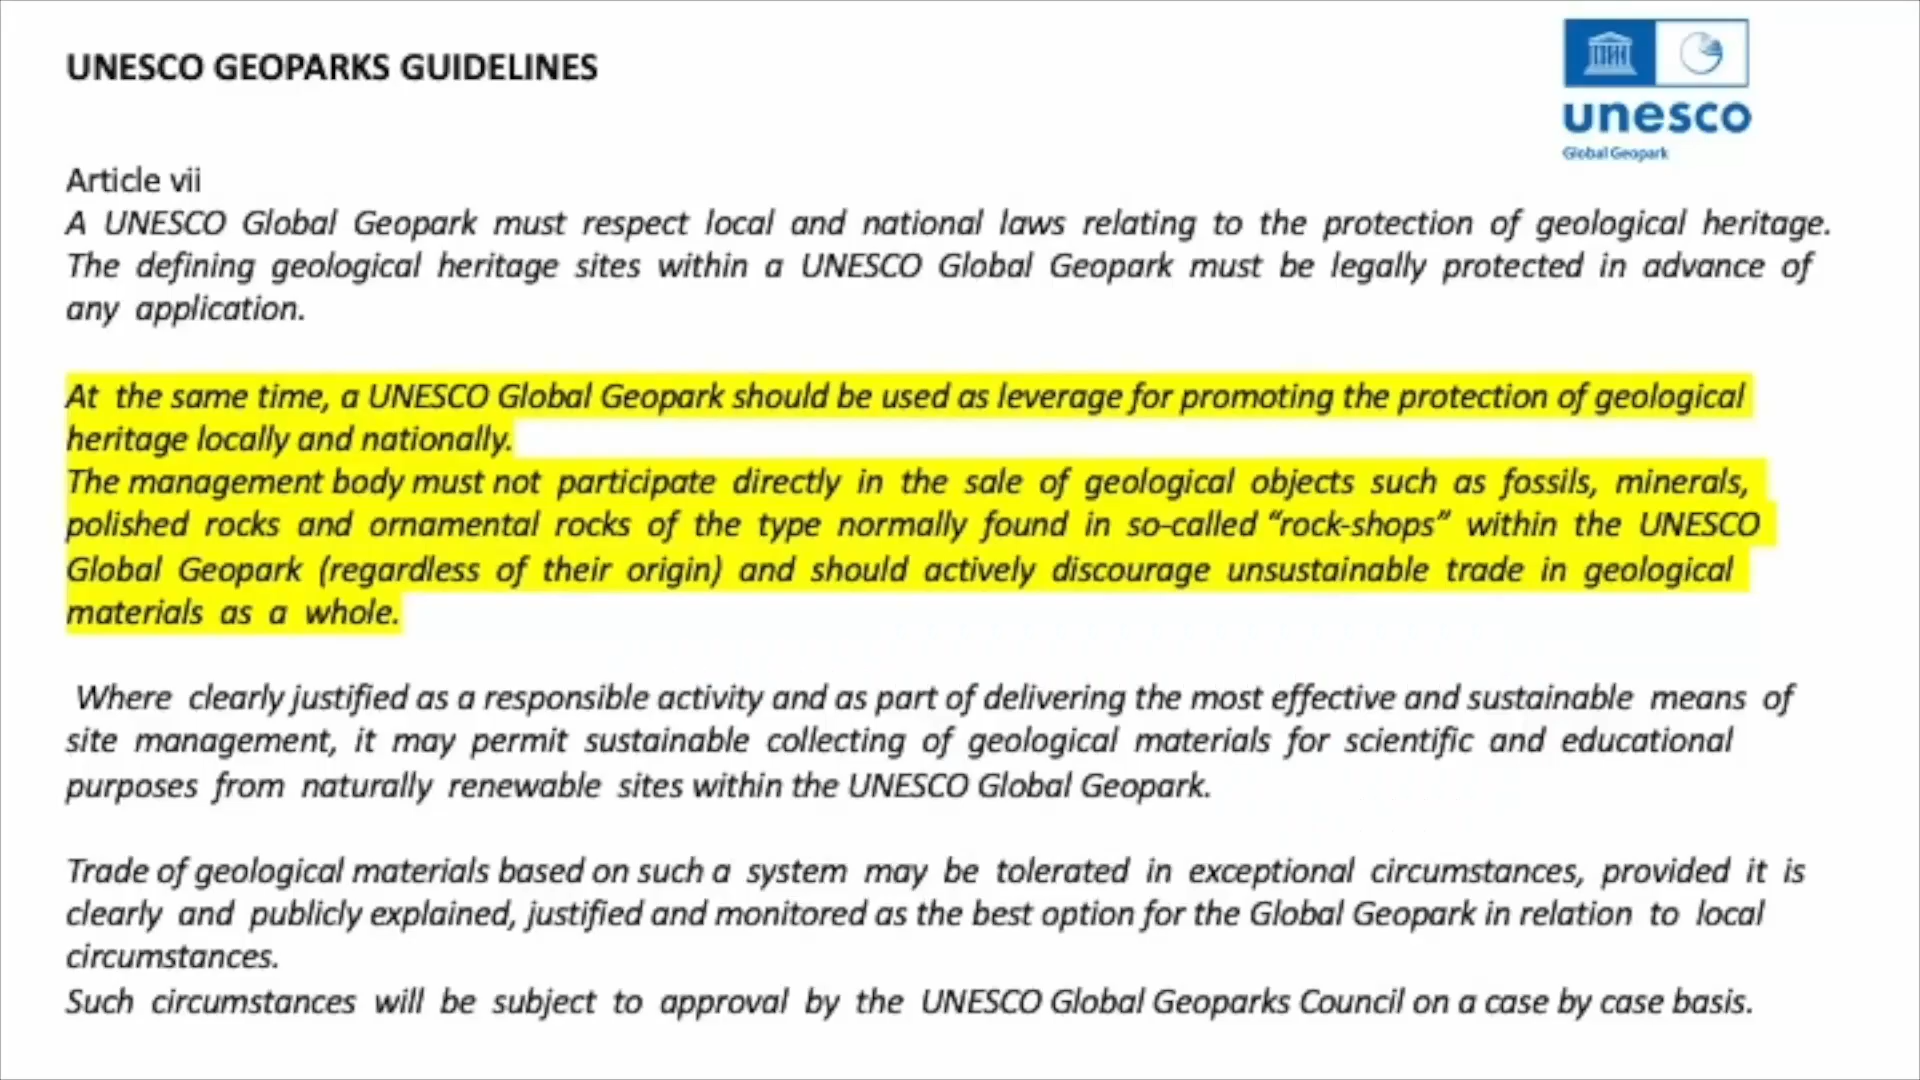 UNESCO GEOPARKS GUIDELINES
unesco
Global Geopark
Article vii
A UNESCO Global Geopark must respect local and national laws relating to the protection of geological heritage.
The defining geological heritage sites within a UNESCO Global Geopark must be legally protected in advance of
any application.
At the same time, a UNESCO Global Geopark should be used as leverage for promoting the protection of geological
heritage locally and nationally.
The management body must not participate directly in the sale of geological objects such as fossils, minerals,
polished rocks and ornamental rocks of the type normally found in so-called “rock-shops” within the UNESCO
Global Geopark (regardless of their origin) and should actively discourage unsustainable trade in geological
materials as a whole.
Where clearly justified as a responsible activity and as part of delivering the most effective and sustainable means of
site management, it may permit sustainable collecting of geological materials for scientific and educational
purposes from naturally renewable sites within the UNESCO Global Geopark.
Trade of geological materials based on such a system may be tolerated in exceptional circumstances, provided it is
clearly and publicly explained, justified and monitored as the best option for the Global Geopark in relation to local
circumstances.
Such circumstances will be subject to approval by the UNESCO Global Geoparks Council on a case by case basis.